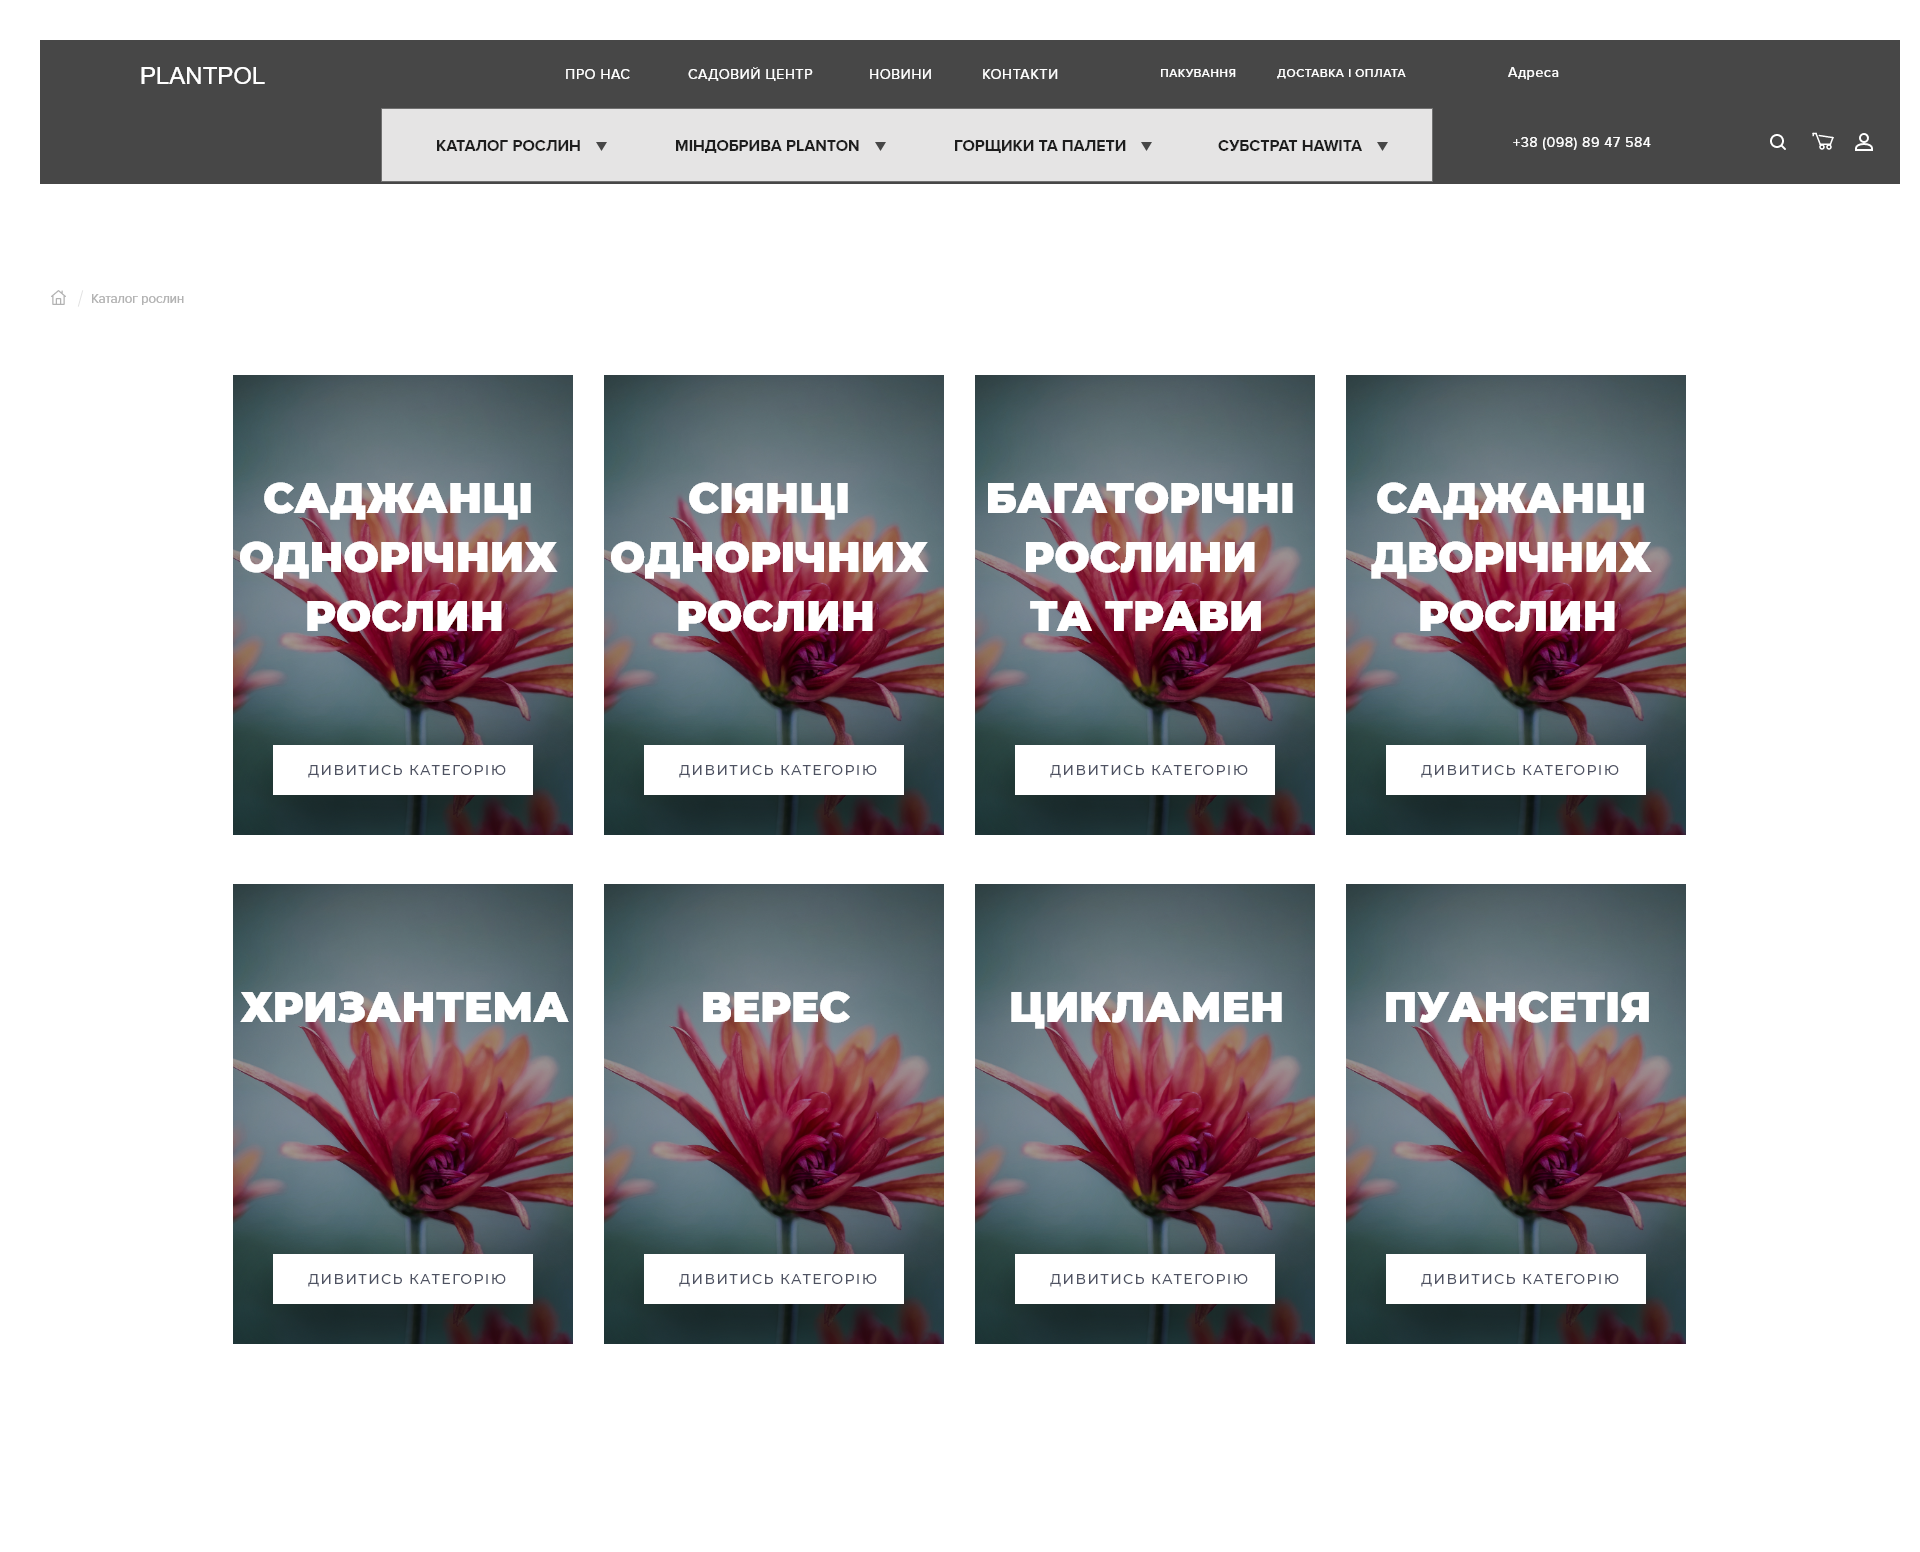 PLANTPOL
ПРО НАС
САДОВИЙ ЦЕНТР
НОВИНИ
КОНТАКТИ
ПАКУВАННЯ
ДОСТАВКА І ОПЛАТА
Адреса
КАТАЛОГ РОСЛИН
МІНДОБРИВА PLANTON
ГОРЩИКИ ТА ПАЛЕТИ
СУБСТРАТ HAWITA
+38 (098) 89 47 584
/ Каталог рослин
САДЖАНЦІ
ОДНОРІЧНИХ
РОСЛИН
ДИВИТИСЬ КАТЕГОРІЮ
СІЯНЦІ
ОДНОРІЧНИХ
РОСЛИН
ДИВИТИСЬ КАТЕГОРІЮ
БАГАТОРІЧНІ
РОСЛИНИ
ТА ТРАВИ
ДИВИТИСЬ КАТЕГОРІЮ
САДЖАНЦІ
ДВОРІЧНИХ
РОСЛИН
ДИВИТИСЬ КАТЕГОРІЮ
ХРИЗАНТЕМА
ДИВИТИСЬ КАТЕГОРІЮ
ВЕРЕС
ДИВИТИСЬ КАТЕГОРІЮ
ЦИКЛАМЕН
ДИВИТИСЬ КАТЕГОРІЮ
ПУАНСЕТІЯ
ДИВИТИСЬ КАТЕГОРІЮ